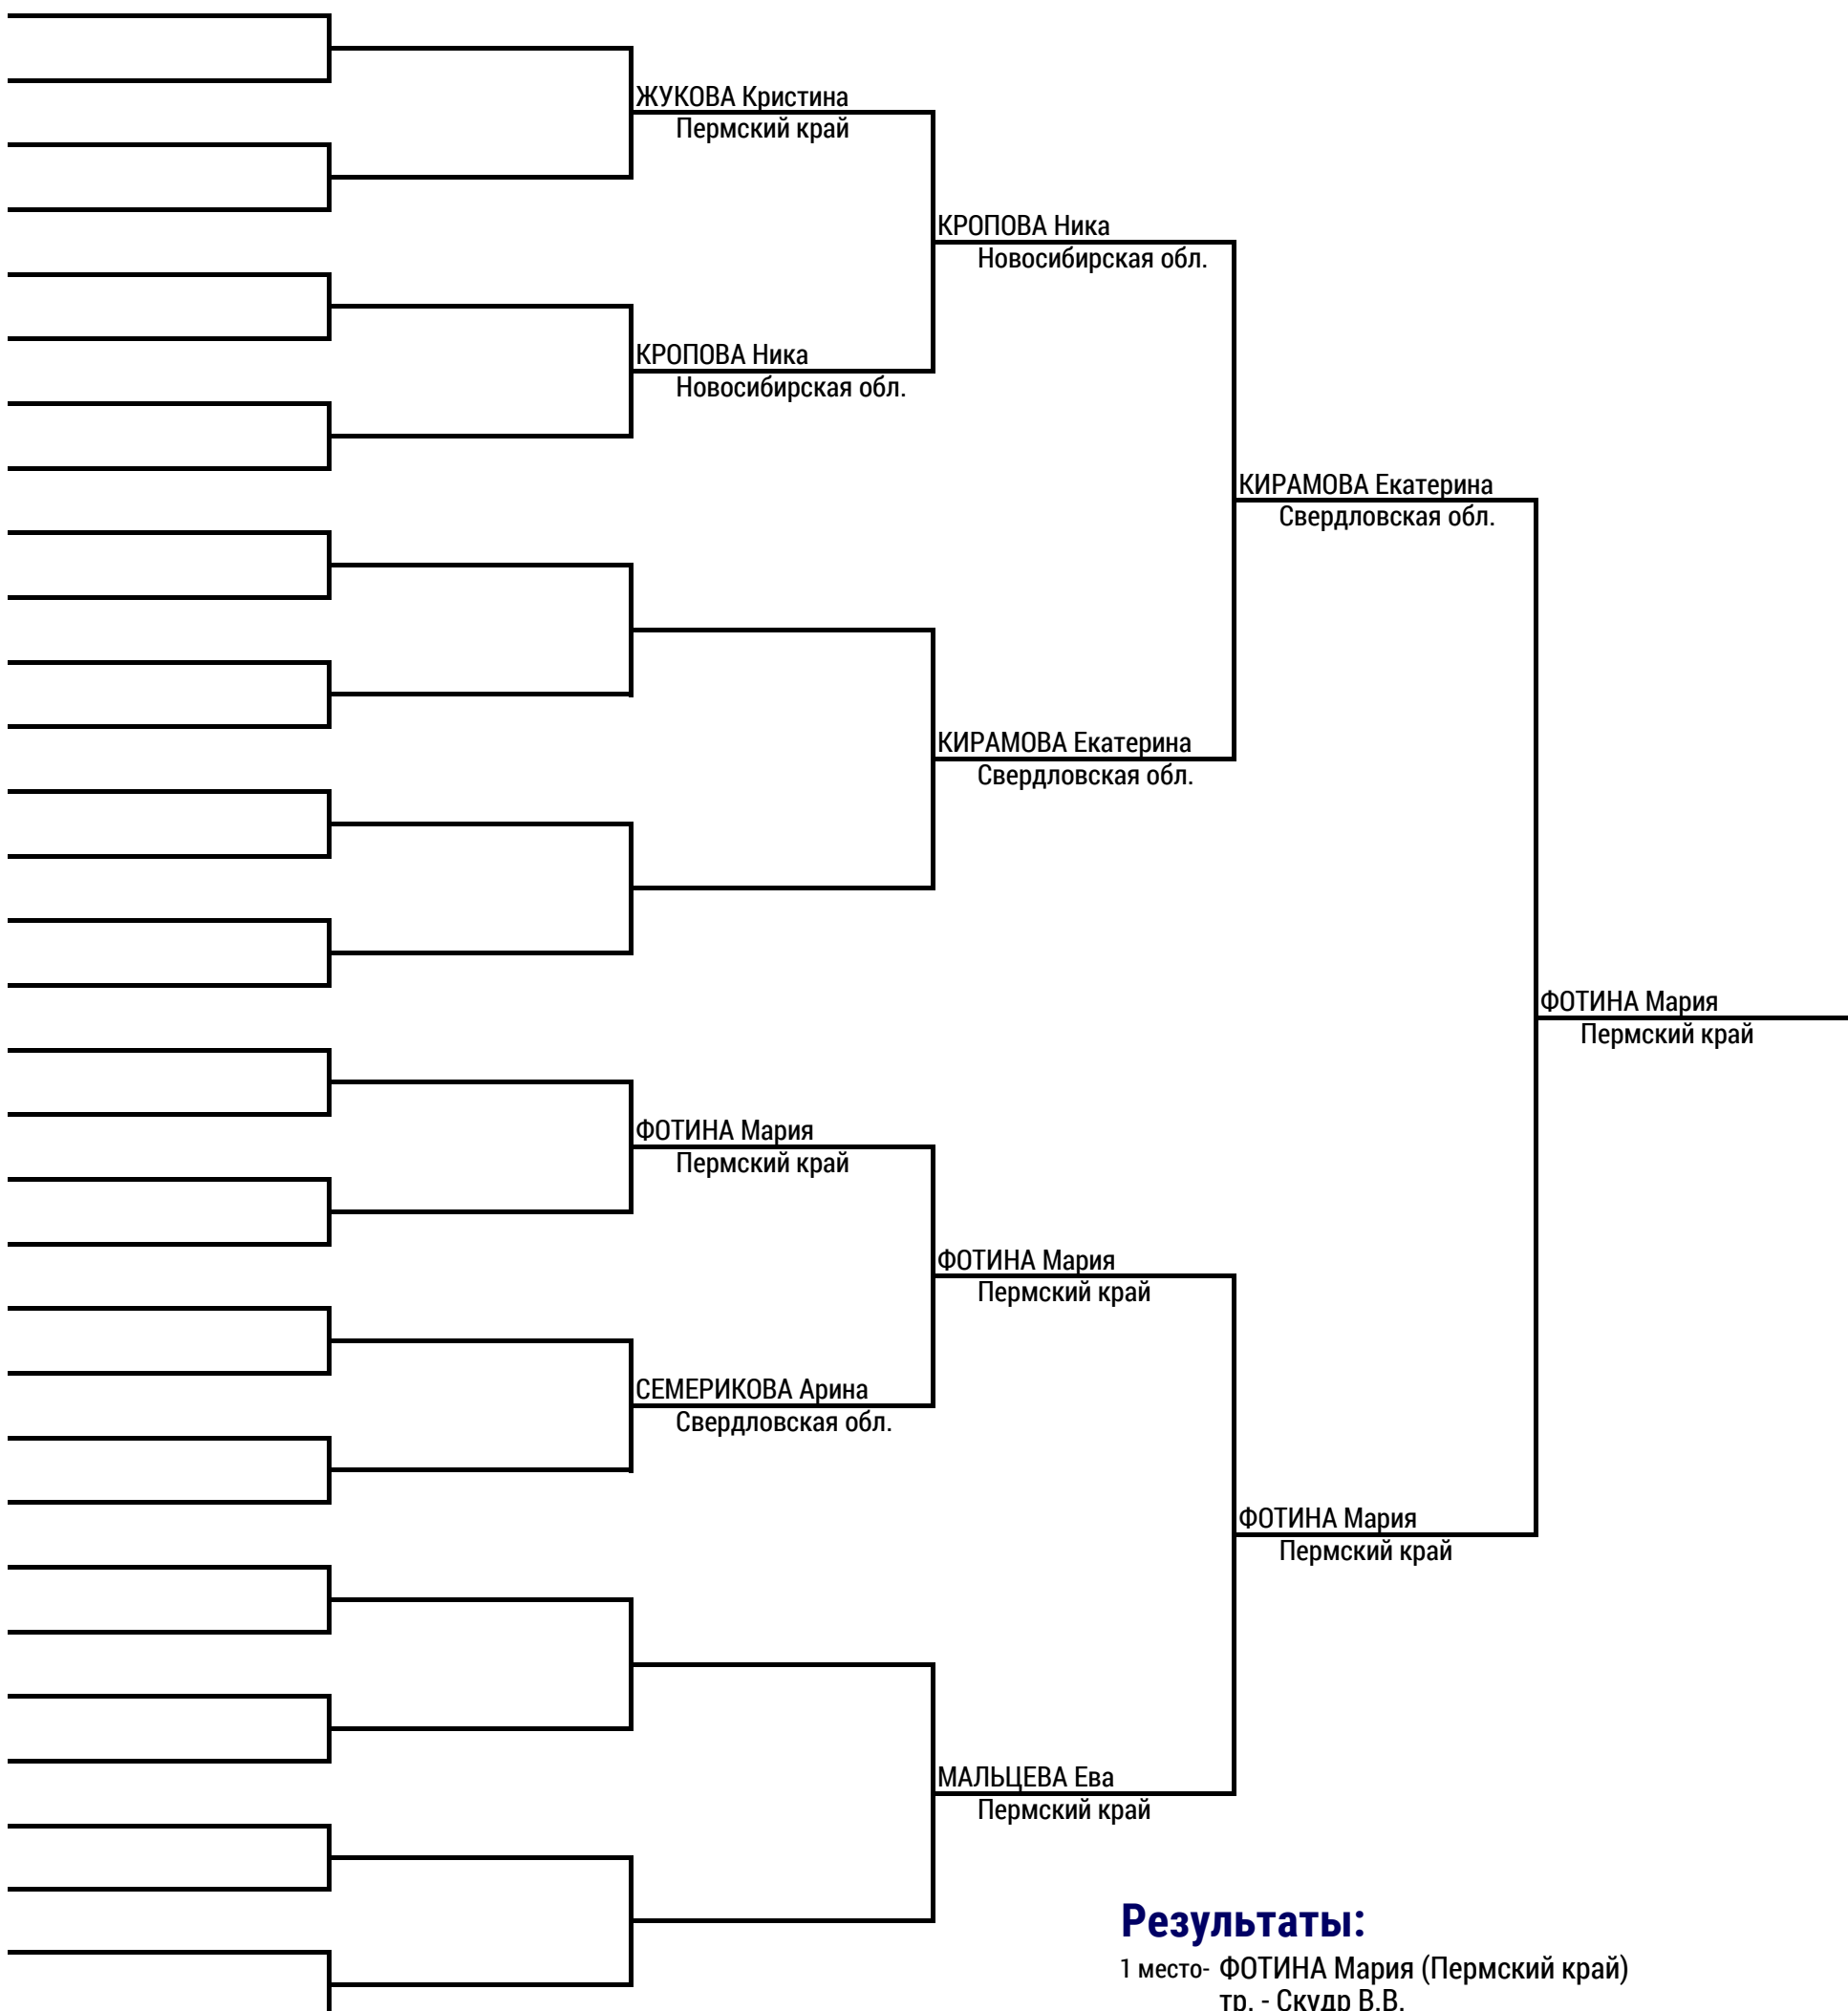 ЖУКОВА Кристина
Пермский край
КРОПОВА Ника
Новосибирская обл.
КРОПОВА Ника
Новосибирская обл.
КИРАМОВА Екатерина
Свердловская обл.
КИРАМОВА Екатерина
Свердловская обл.
ФОТИНА Мария
Пермский край
ФОТИНА Мария
Пермский край
ФОТИНА Мария
Пермский край
СЕМЕРИКОВА Арина
Свердловская обл.
ФОТИНА Мария
Пермский край
МАЛЬЦЕВА Ева
Пермский край
Результаты:
1 место- ФОТИНА Мария (Пермский край)
тр. - Скудр В.В.